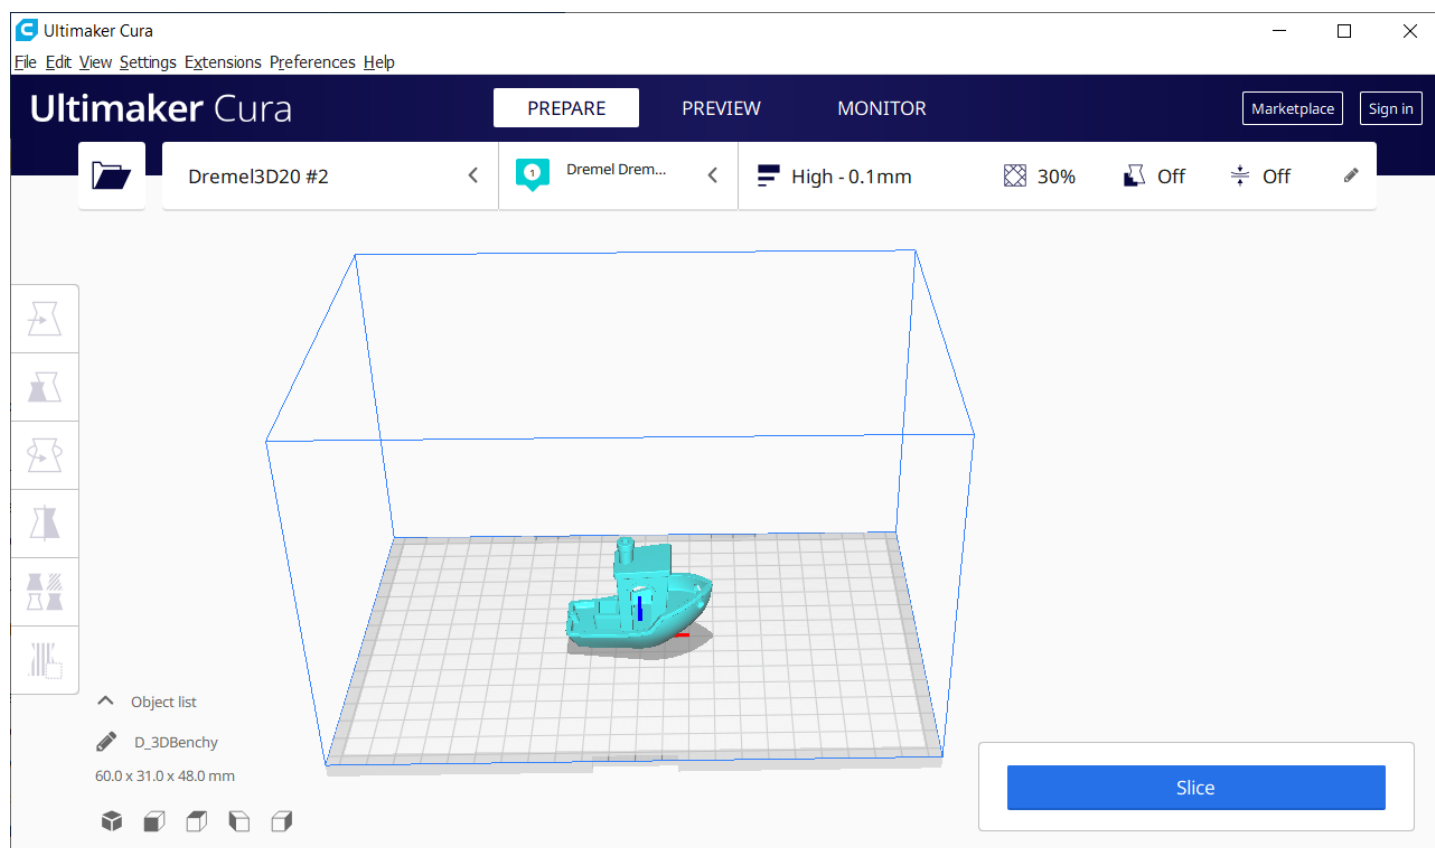 Ultimaker Cura
File Edit View Settings Extensions Preferences Help
Ultimaker Cura PREPARE PREVIEW MONITOR Marketplace Sign in
Dremel3D20 #2 1 Dremel Drem... High - 0.1mm 30% Off Off
Object list
D_3DBenchy
60.0 x 31.0 x 48.0 mm
Slice